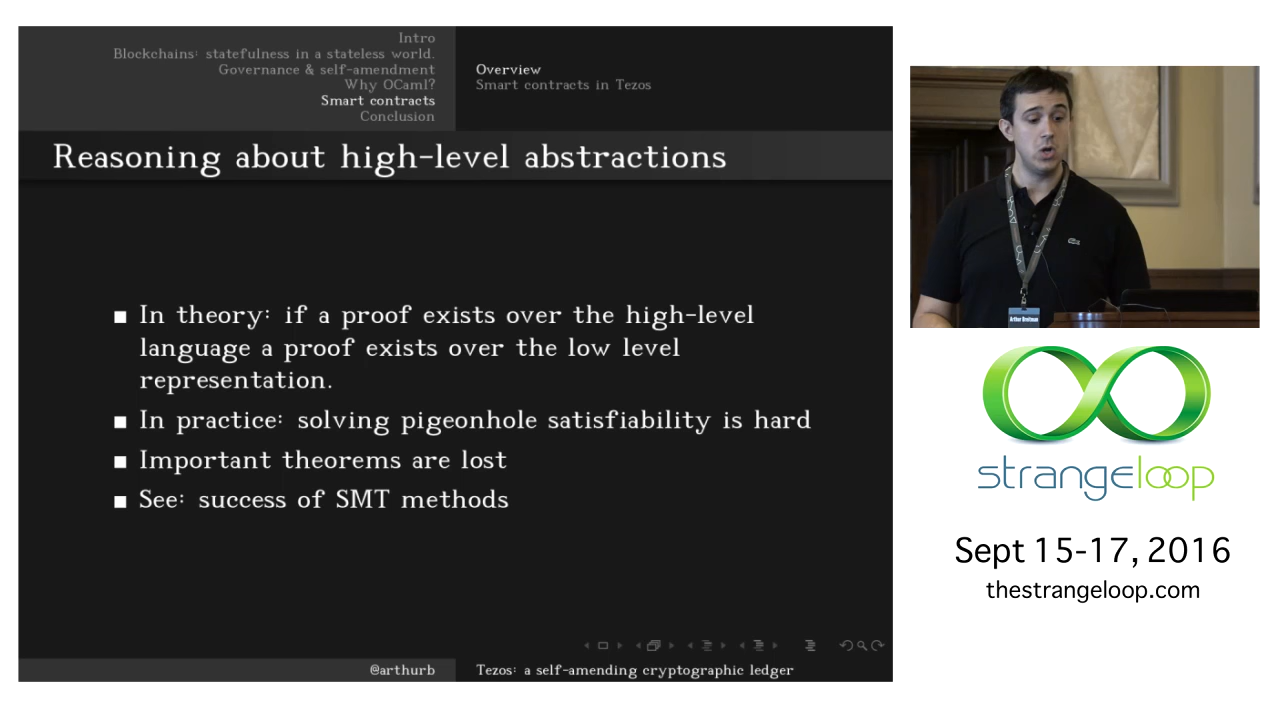 Intro
Blockchains: statefulness in a stateless world.
Governance & self-amendment
Why OCaml?
Smart contracts
Conclusion
Overview
Smart contracts in Tezos
Reasoning about high-level abstractions
In theory: if a proof exists over the high-level
language a proof exists over the low level
representation.
In practice: solving pigeonhole satisfiability is hard
Important theorems are lost
See: success of SMT methods
@arthurb
Tezos: a self-amending cryptographic ledger
Arthur Breitman
strangeloop
Sept 15-17, 2016
thestrangeloop.com